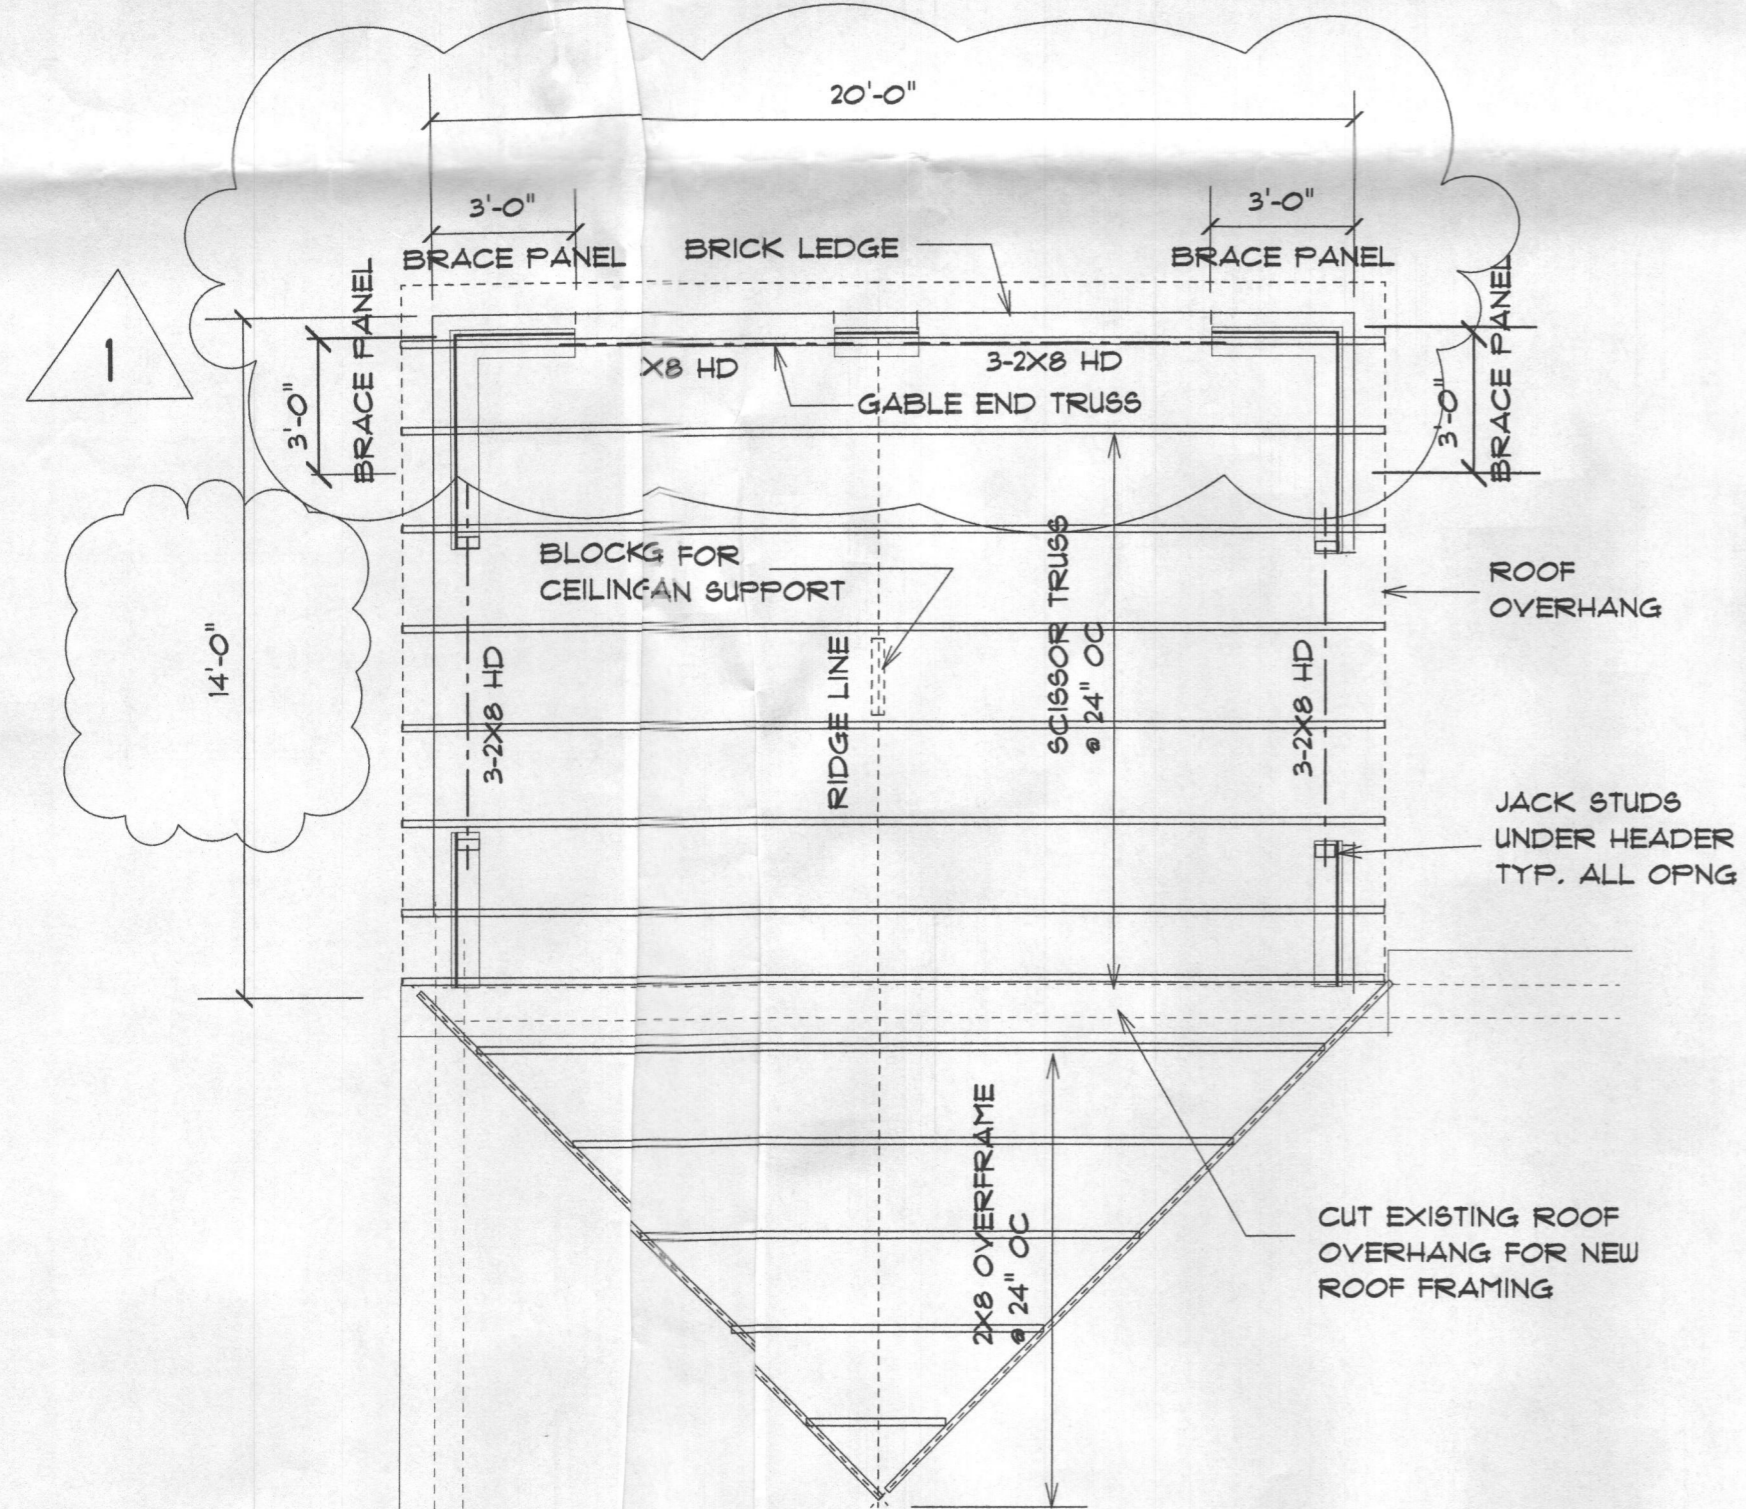 20'-0"
3'-0"
3'-0"
BRACE PANEL
BRICK LEDGE
BRACE PANEL
BRACE PANEL
BRACE PANEL
1
3'-0"
3'-0"
X8 HD
3-2X8 HD
GABLE END TRUSS
BLOCKG FOR
CEILING AN SUPPORT
SCISSOR TRUSS
@ 24" OC
ROOF
OVERHANG
14'-0"
3-2X8 HD
RIDGE LINE
3-2X8 HD
JACK STUDS
UNDER HEADER
TYP. ALL OPNG
2X8 OVERFRAME
@ 24" OC
CUT EXISTING ROOF
OVERHANG FOR NEW
ROOF FRAMING